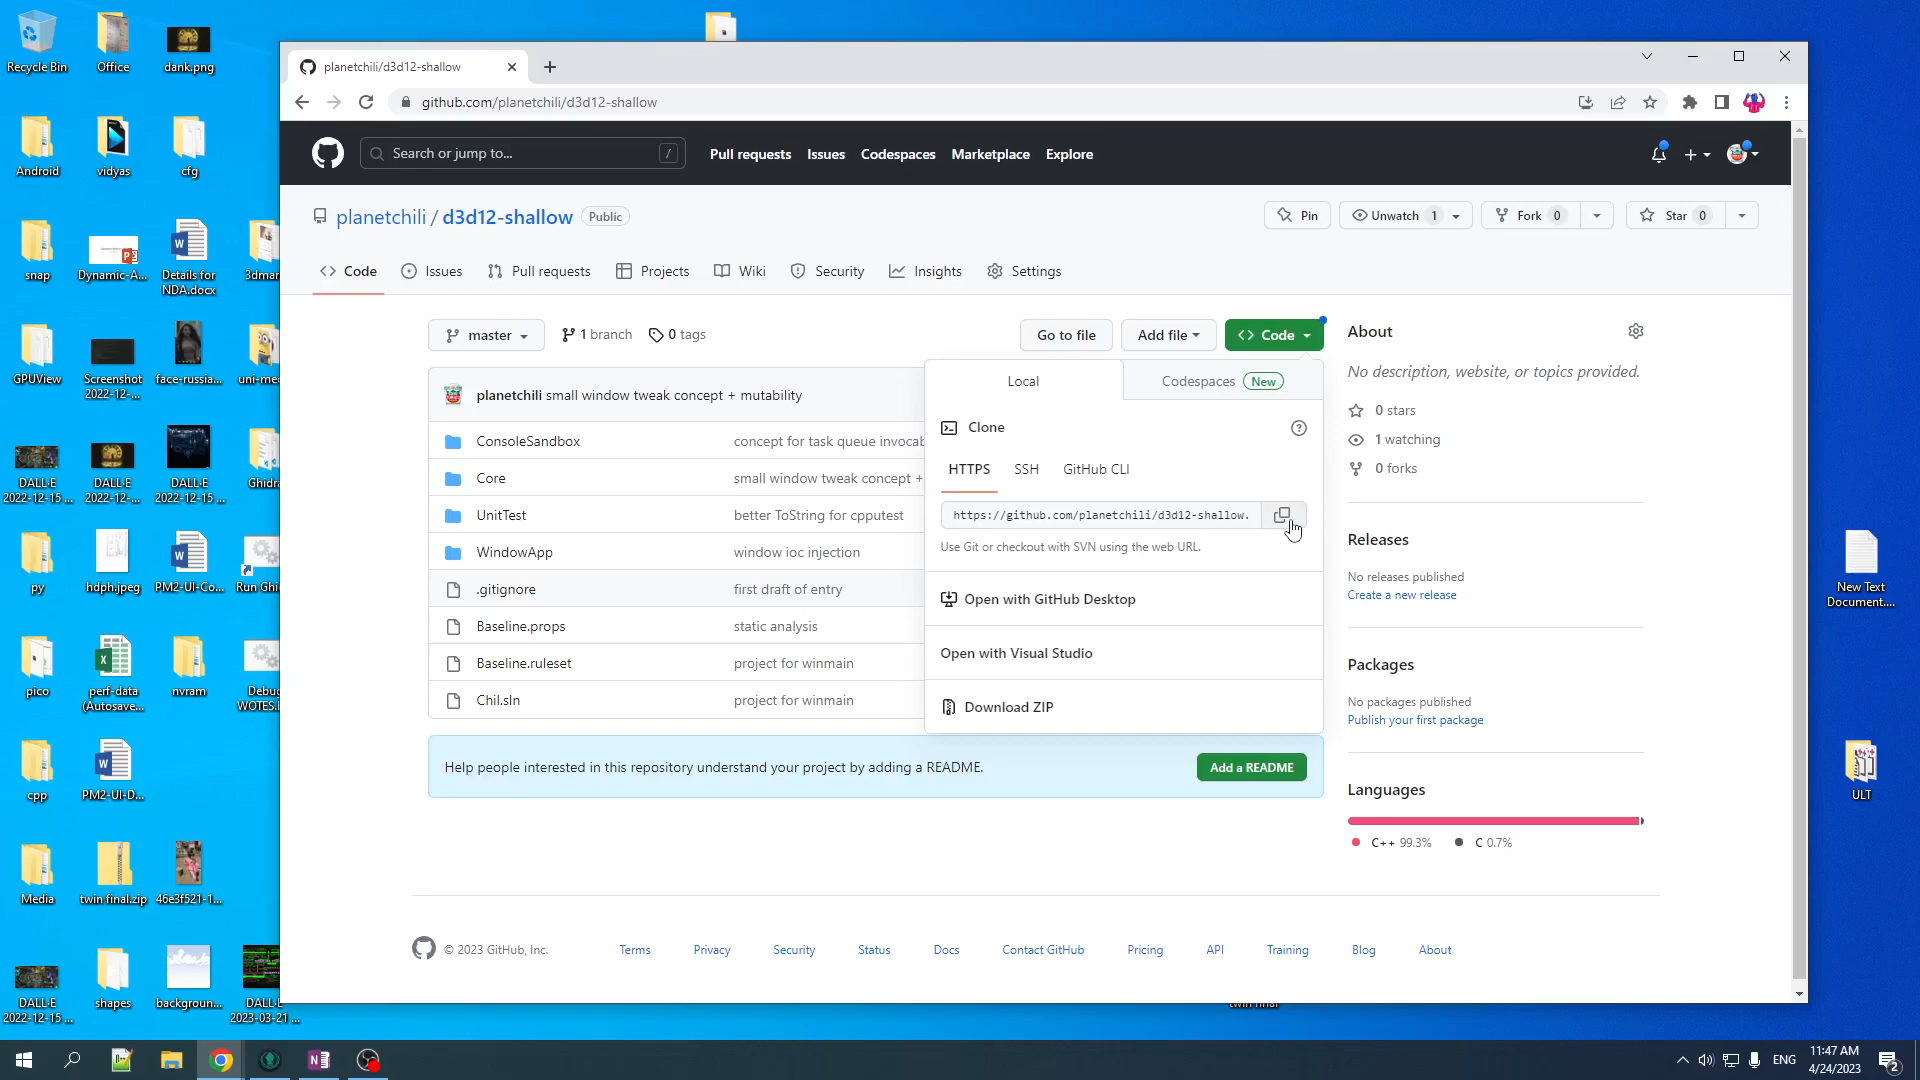 Recycle Bin
Office
dank.png
Android
vidyas
cfg
snap
Dynamic-A...
Details for
NDA.docx
GPUView
Screenshot
2022-12-...
face-russia...
DALL·E
2022-12-15 ...
DALL·E
2022-12-...
DALL·E
2022-12-15 ...
py
hdph.jpeg
PM2-UI-Co...
pico
perf-data
(Autosave...
nvram
cpp
PM2-UI-D...
Media
twin final.zip
46e3f521-1...
DALL·E
2022-12-15 ...
shapes
backgroun...
DALL·E
2023-03-21 ...
planetchili/d3d12-shallow
github.com/planetchili/d3d12-shallow
Search or jump to...
/
Pull requests
Issues
Codespaces
Marketplace
Explore
planetchili / d3d12-shallow
Public
Pin
Unwatch 1
Fork 0
Star 0
Code
Issues
Pull requests
Projects
Wiki
Security
Insights
Settings
master
1 branch
0 tags
Go to file
Add file
Code
planetchili small window tweak concept + mutability
ConsoleSandbox
concept for task queue invocab
Core
small window tweak concept +
UnitTest
better ToString for cpputest
WindowApp
window ioc injection
.gitignore
first draft of entry
Baseline.props
static analysis
Baseline.ruleset
project for winmain
Chil.sln
project for winmain
Local
Codespaces New
Clone
HTTPS
SSH
GitHub CLI
https://github.com/planetchili/d3d12-shallow.
Use Git or checkout with SVN using the web URL.
Open with GitHub Desktop
Open with Visual Studio
Download ZIP
Help people interested in this repository understand your project by adding a README.
Add a README
About
No description, website, or topics provided.
0 stars
1 watching
0 forks
Releases
No releases published
Create a new release
Packages
No packages published
Publish your first package
Languages
C++ 99.3%
C 0.7%
© 2023 GitHub, Inc.
Terms
Privacy
Security
Status
Docs
Contact GitHub
Pricing
API
Training
Blog
About
New Text
Document....
ULT
ENG
11:47 AM
4/24/2023
2